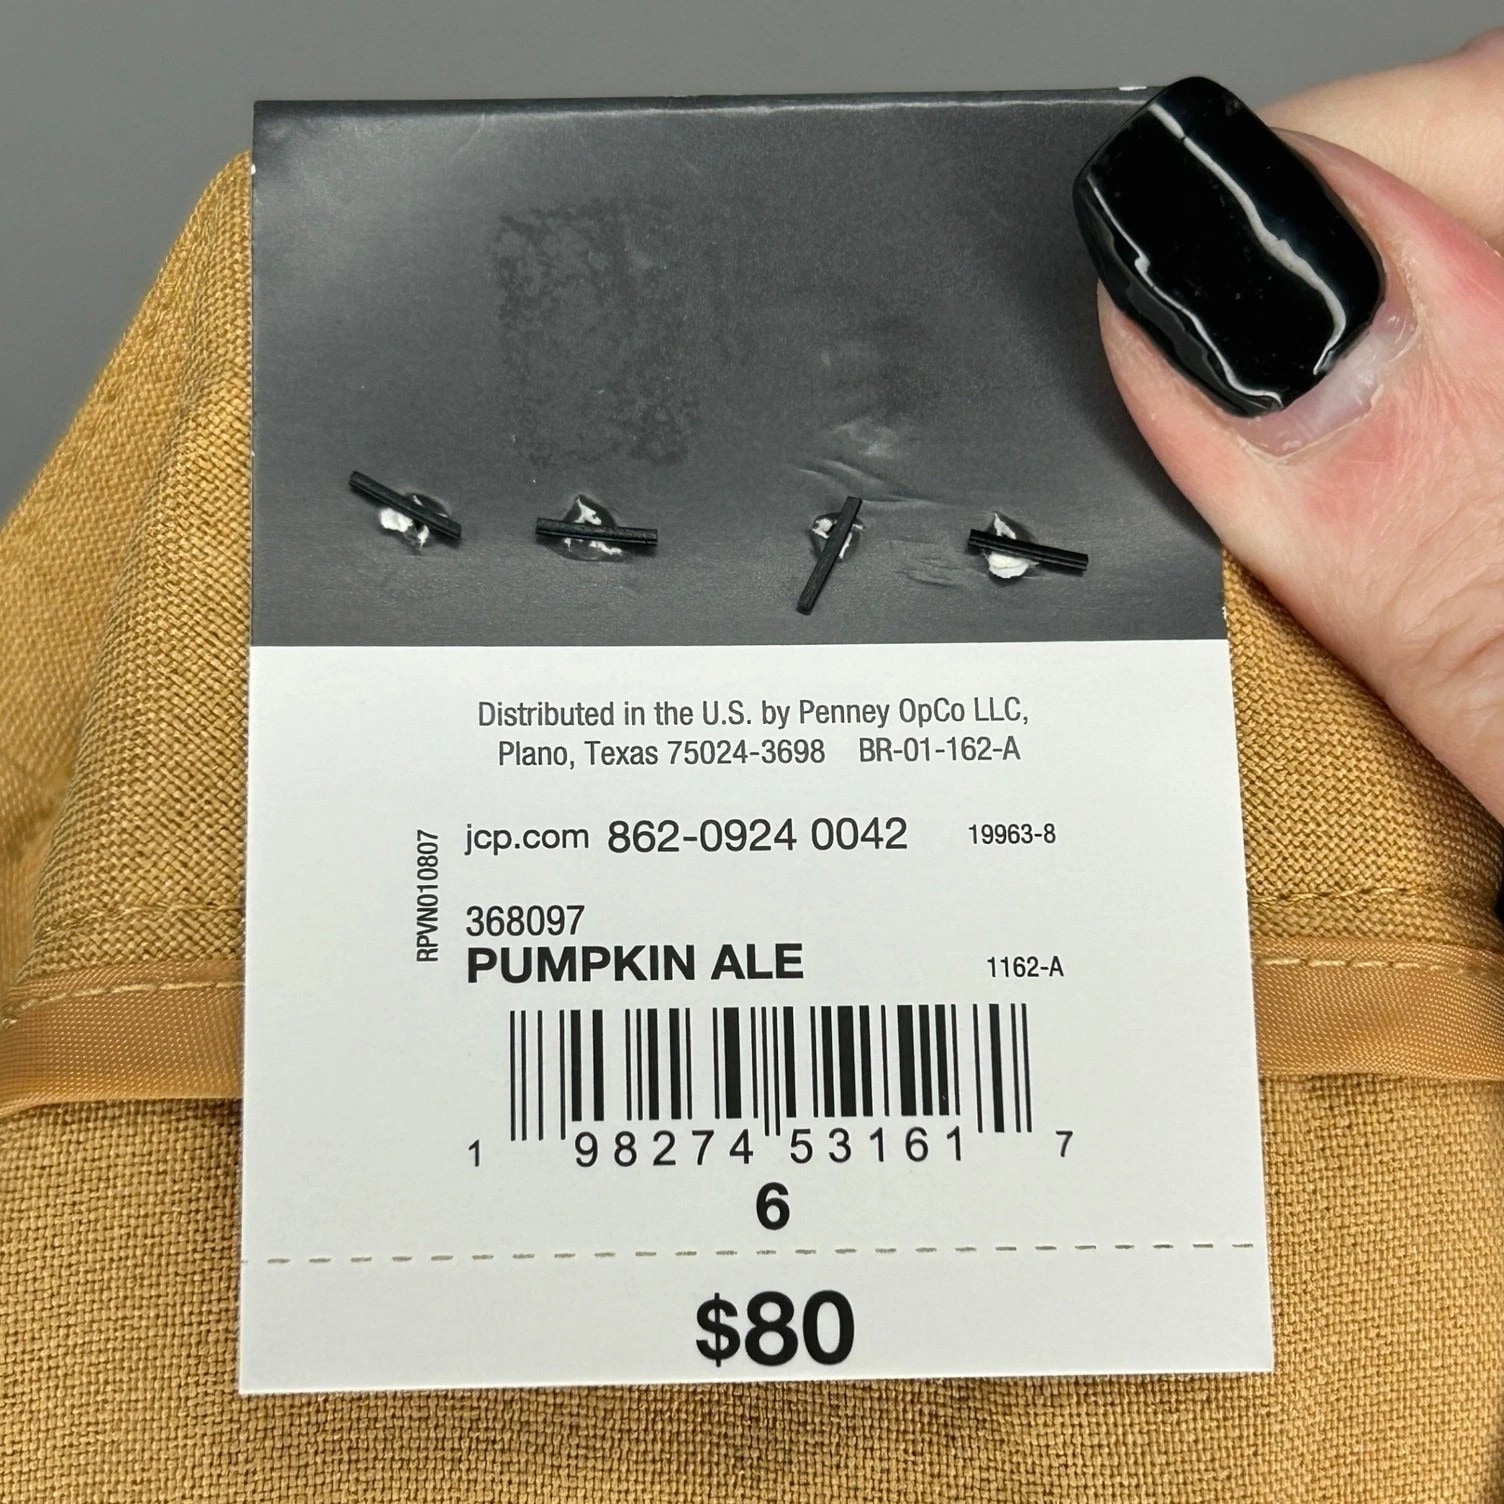 Distributed in the U.S. by Penney OpCo LLC,
Plano, Texas 75024-3698 BR-01-162-A
RPVN010807
jcp.com 862-0924 0042 19963-8
368097
PUMPKIN ALE 1162-A
1 98274 53161 7
6
$80